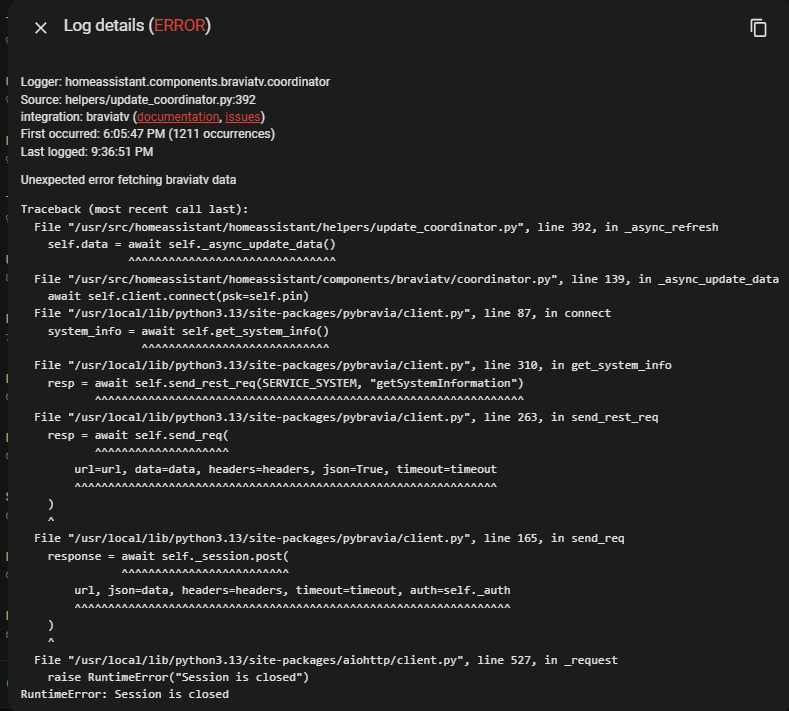 Log details (ERROR)
Logger: homeassistant.components.braviatv.coordinator
Source: helpers/update_coordinator.py:392
integration: braviatv (documentation, issues)
First occurred: 6:05:47 PM (1211 occurrences)
Last logged: 9:36:51 PM
Unexpected error fetching braviatv data
Traceback (most recent call last):
  File "/usr/src/homeassistant/homeassistant/helpers/update_coordinator.py", line 392, in _async_refresh
    self.data = await self._async_update_data()
                ^^^^^^^^^^^^^^^^^^^^^^^^^^^^^^^
  File "/usr/src/homeassistant/homeassistant/components/braviatv/coordinator.py", line 139, in _async_update_data
    await self.client.connect(psk=self.pin)
  File "/usr/local/lib/python3.13/site-packages/pybravia/client.py", line 87, in connect
    system_info = await self.get_system_info()
                  ^^^^^^^^^^^^^^^^^^^^^^^^^^^^
  File "/usr/local/lib/python3.13/site-packages/pybravia/client.py", line 310, in get_system_info
    resp = await self.send_rest_req(SERVICE_SYSTEM, "getSystemInformation")
           ^^^^^^^^^^^^^^^^^^^^^^^^^^^^^^^^^^^^^^^^^^^^^^^^^^^^^^^^^^^^^^^^
  File "/usr/local/lib/python3.13/site-packages/pybravia/client.py", line 263, in send_rest_req
    resp = await self.send_req(
           ^^^^^^^^^^^^^^^^^^^^
        url=url, data=data, headers=headers, json=True, timeout=timeout
        ^^^^^^^^^^^^^^^^^^^^^^^^^^^^^^^^^^^^^^^^^^^^^^^^^^^^^^^^^^^^^^^
    )
    ^
  File "/usr/local/lib/python3.13/site-packages/pybravia/client.py", line 165, in send_req
    response = await self._session.post(
               ^^^^^^^^^^^^^^^^^^^^^^^^^
        url, json=data, headers=headers, timeout=timeout, auth=self._auth
        ^^^^^^^^^^^^^^^^^^^^^^^^^^^^^^^^^^^^^^^^^^^^^^^^^^^^^^^^^^^^^^^^^
    )
    ^
  File "/usr/local/lib/python3.13/site-packages/aiohttp/client.py", line 527, in _request
    raise RuntimeError("Session is closed")
RuntimeError: Session is closed